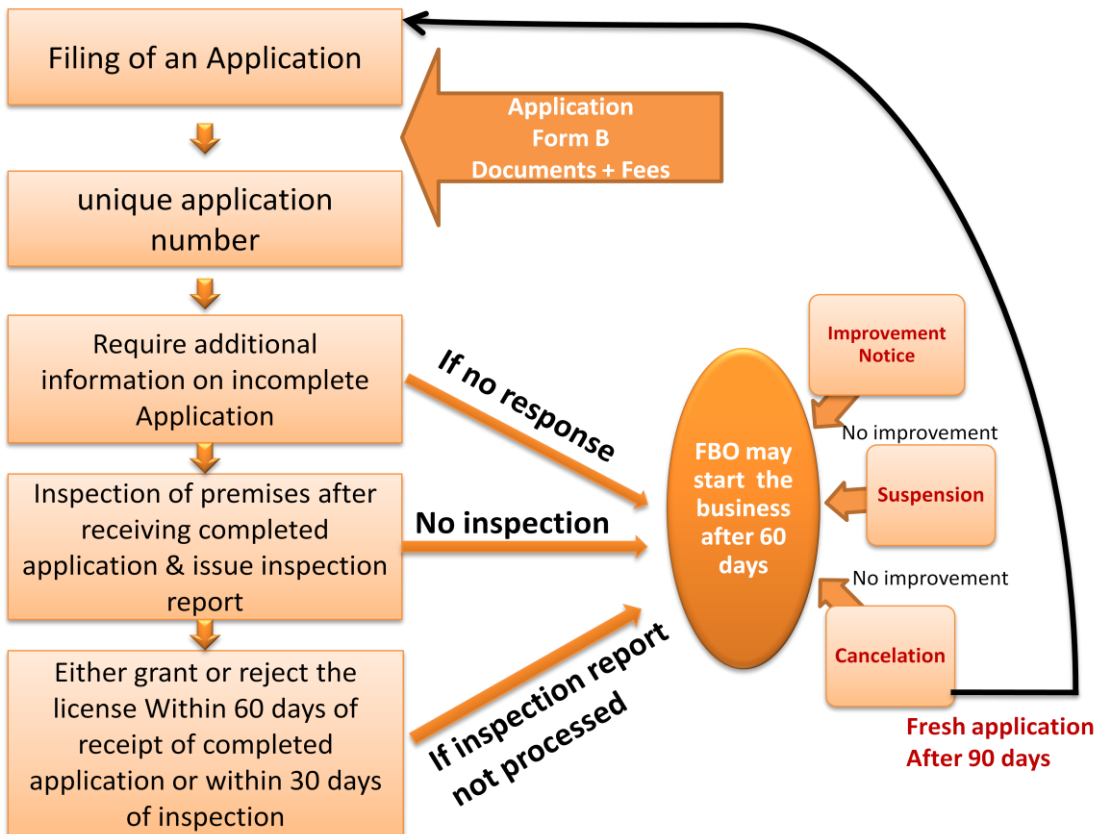 Filing of an Application
Application
Form B
Documents + Fees
unique application
number
Require additional
information on incomplete
Application
If no response
Inspection of premises after
receiving completed
application & issue inspection
report
No inspection
Either grant or reject the
license Within 60 days of
receipt of completed
application or within 30 days
of inspection
If inspection report
not processed
FBO may
start the
business
after 60
days
Improvement
Notice
No improvement
Suspension
No improvement
Cancelation
Fresh application
After 90 days